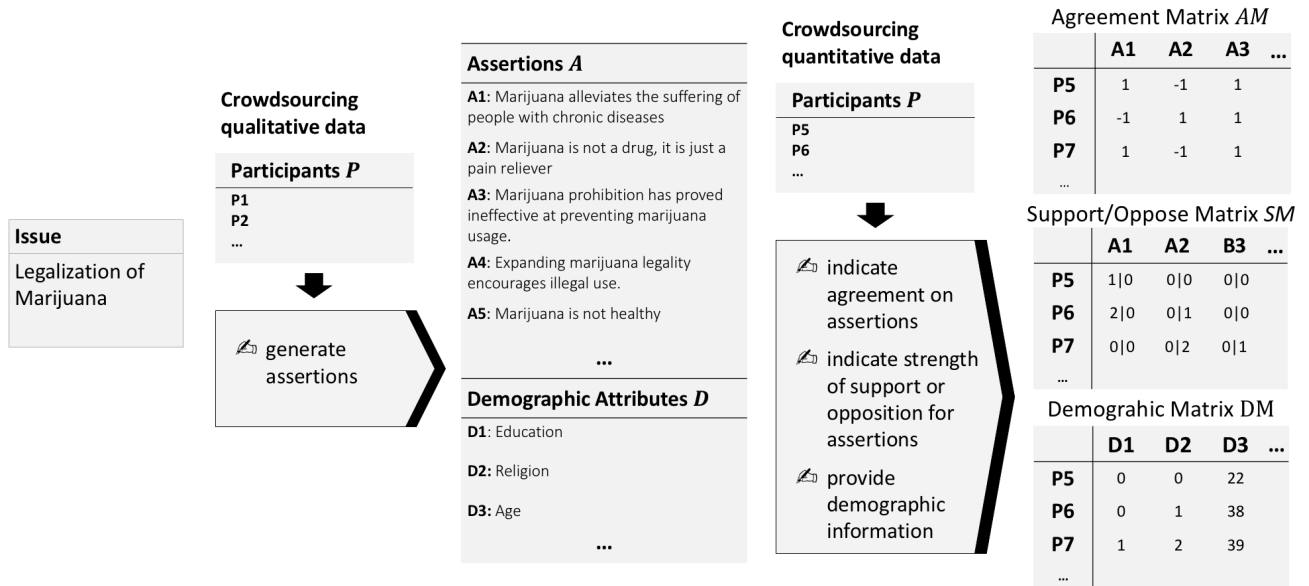 Issue
Legalization of
Marijuana
Crowdsourcing
qualitative data
Participants P
P1
P2
...
✍ generate
assertions
Assertions A
A1: Marijuana alleviates the suffering of
people with chronic diseases
A2: Marijuana is not a drug, it is just a
pain reliever
A3: Marijuana prohibition has proved
ineffective at preventing marijuana
usage.
A4: Expanding marijuana legality
encourages illegal use.
A5: Marijuana is not healthy
...
Demographic Attributes D
D1: Education
D2: Religion
D3: Age
...
Crowdsourcing
quantitative data
Participants P
P5
P6
...
✍ indicate
agreement on
assertions
✍ indicate strength
of support or
opposition for
assertions
✍ provide
demographic
information
Agreement Matrix AM
A1 A2 A3 ...
P5 1 -1 1
P6 -1 1 1
P7 1 -1 1
...
Support/Oppose Matrix SM
A1 A2 B3 ...
P5 1|0 0|0 0|0
P6 2|0 0|1 0|0
P7 0|0 0|2 0|1
...
Demograhic Matrix DM
D1 D2 D3 ...
P5 0 0 22
P6 0 1 38
P7 1 2 39
...